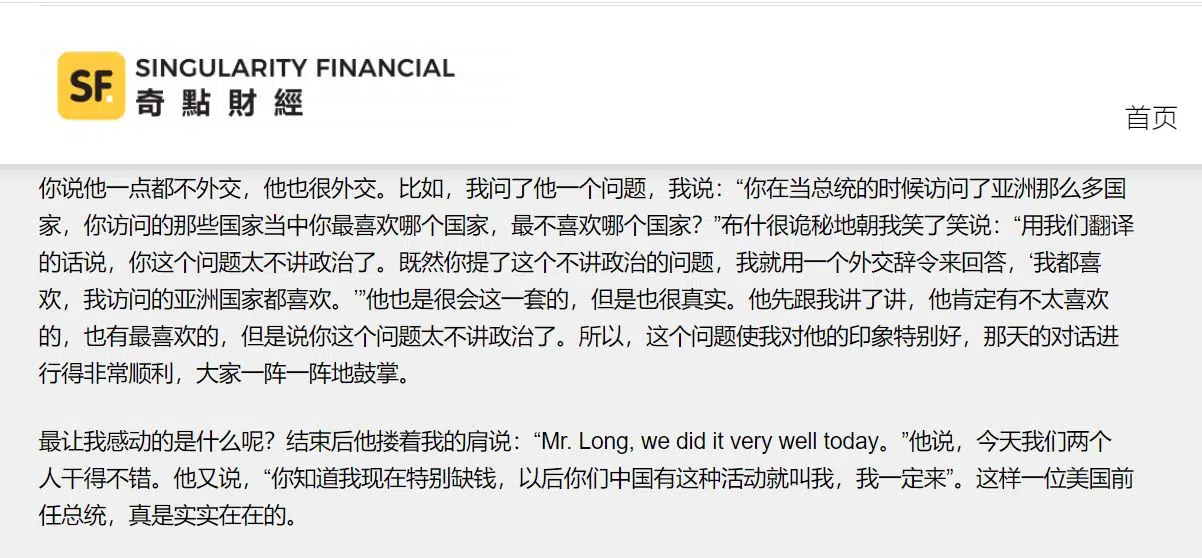 SF.
SINGULARITY FINANCIAL
奇點財經
首页
你说他一点都不外交，他也很外交。比如，我问了他一个问题，我说：“你在当总统的时候访问了亚洲那么多国
家，你访问的那些国家当中你最喜欢哪个国家，最不喜欢哪个国家？”布什很诡秘地朝我笑了笑说：“用我们翻译
的话说，你这个问题太不讲政治了。既然你提了这个不讲政治的问题，我就用一个外交辞令来回答，‘我都喜
欢，我访问的亚洲国家都喜欢。’”他也是很会这一套的，但是也很真实。他先跟我讲了讲，他肯定有不太喜欢
的，也有最喜欢的，但是说你这个问题太不讲政治了。所以，这个问题使我对他的印象特别好，那天的对话进
行得非常顺利，大家一阵一阵地鼓掌。
最让我感动的是什么呢？结束后他搂着我的肩说：“Mr. Long, we did it very well today。”他说，今天我们两个
人干得不错。他又说，“你知道我现在特别缺钱，以后你们中国有这种活动就叫我，我一定来”。这样一位美国前
任总统，真是实实在在的。